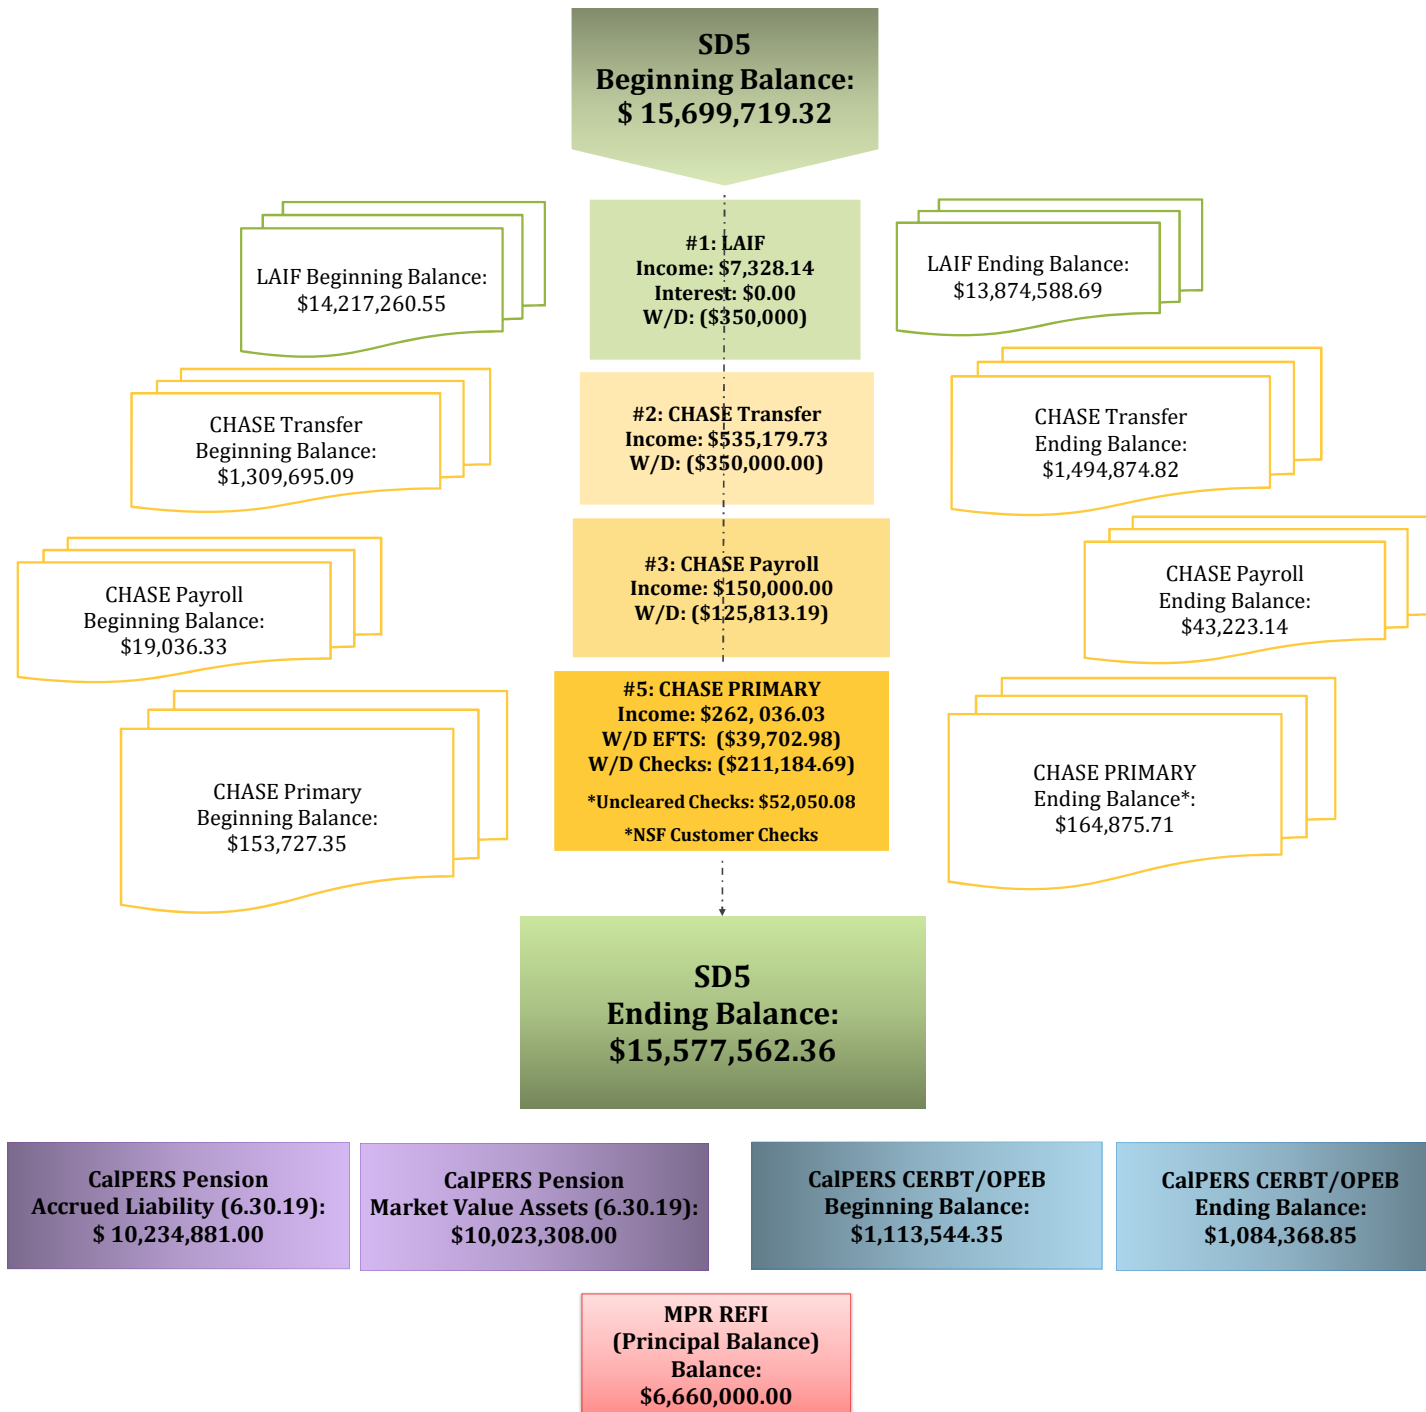 SD5
Beginning Balance:
$ 15,699,719.32
LAIF Beginning Balance:
$14,217,260.55
#1: LAIF
Income: $7,328.14
Interest: $0.00
W/D: ($350,000)
LAIF Ending Balance:
$13,874,588.69
CHASE Transfer
Beginning Balance:
$1,309,695.09
#2: CHASE Transfer
Income: $535,179.73
W/D: ($350,000.00)
CHASE Transfer
Ending Balance:
$1,494,874.82
CHASE Payroll
Beginning Balance:
$19,036.33
#3: CHASE Payroll
Income: $150,000.00
W/D: ($125,813.19)
CHASE Payroll
Ending Balance:
$43,223.14
CHASE Primary
Beginning Balance:
$153,727.35
#5: CHASE PRIMARY
Income: $262, 036.03
W/D EFTS:  ($39,702.98)
W/D Checks: ($211,184.69)
*Uncleared Checks: $52,050.08
*NSF Customer Checks
CHASE PRIMARY
Ending Balance*:
$164,875.71
SD5
Ending Balance:
$15,577,562.36
CalPERS Pension
Accrued Liability (6.30.19):
$ 10,234,881.00
CalPERS Pension
Market Value Assets (6.30.19):
$10,023,308.00
CalPERS CERBT/OPEB
Beginning Balance:
$1,113,544.35
CalPERS CERBT/OPEB
Ending Balance:
$1,084,368.85
MPR REFI
(Principal Balance)
Balance:
$6,660,000.00